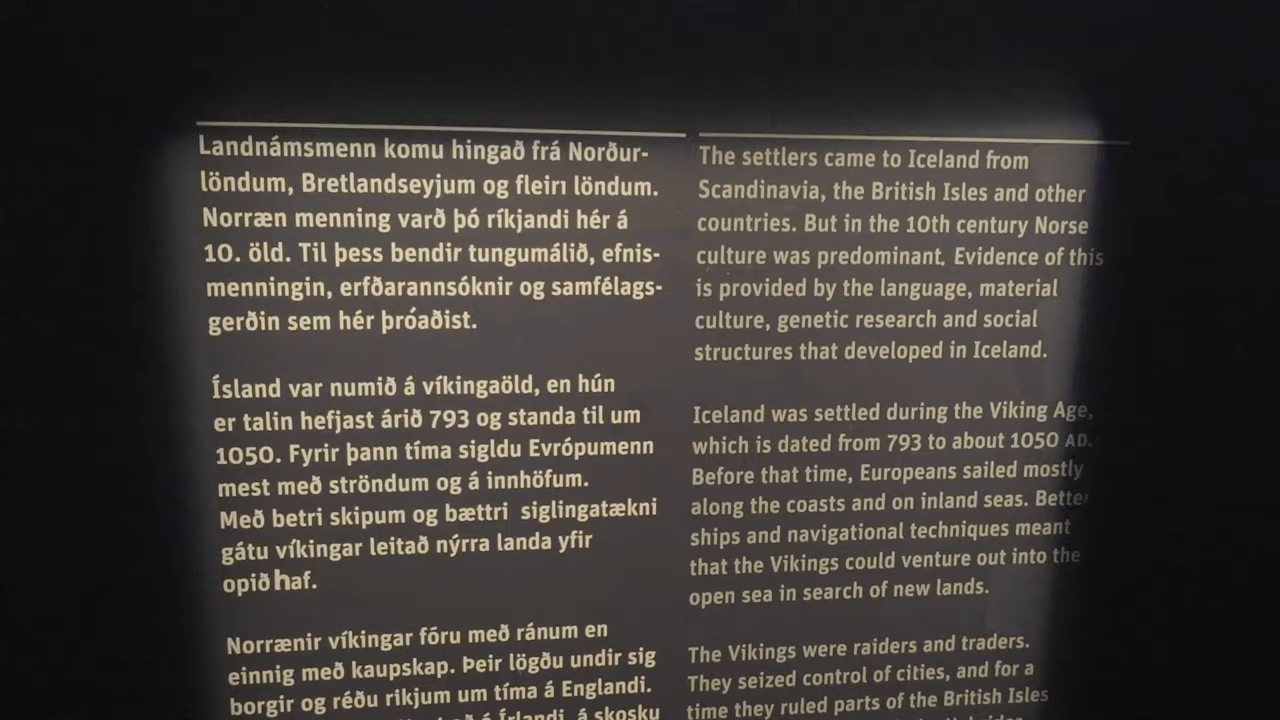 Landnámsmenn komu hingað frá Norður-
löndum, Bretlandseyjum og fleiri löndum.
Norræn menning varð þó ríkjandi hér á
10. öld. Til þess bendir tungumálið, efnis-
menningin, erfðarannsóknir og samfélags-
gerðin sem hér þróaðist.
Ísland var numið á víkingaöld, en hún
er talin hefjast árið 793 og standa til um
1050. Fyrir þann tíma sigldu Evrópumenn
mest með ströndum og á innhöfum.
Með betri skipum og bættri siglingatækni
gátu víkingar leitað nýrra landa yfir
opið haf.
Norrænir víkingar fóru með ránum en
einnig með kaupskap. Þeir lögðu undir sig
borgir og réðu ríkjum um tíma á Englandi.
á Írlandi, á skosku
The settlers came to Iceland from
Scandinavia, the British Isles and other
countries. But in the 10th century Norse
culture was predominant. Evidence of this
is provided by the language, material
culture, genetic research and social
structures that developed in Iceland.
Iceland was settled during the Viking Age,
which is dated from 793 to about 1050 AD.
Before that time, Europeans sailed mostly
along the coasts and on inland seas. Better
ships and navigational techniques meant
that the Vikings could venture out into the
open sea in search of new lands.
The Vikings were raiders and traders.
They seized control of cities, and for a
time they ruled parts of the British Isles